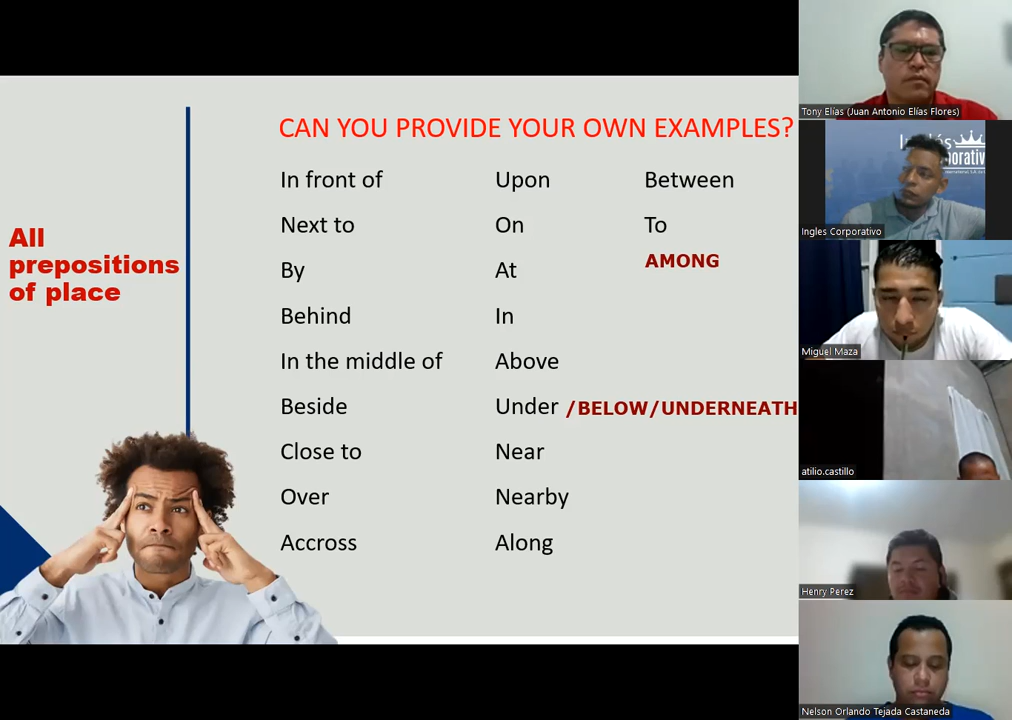 CAN YOU PROVIDE YOUR OWN EXAMPLES?
All
prepositions
of place
In front of
Next to
By
Behind
In the middle of
Beside
Close to
Over
Accross
Upon
On
At
In
Above
Under /BELOW/UNDERNEATH
Near
Nearby
Along
Between
To
AMONG
Tony Elías (Juan Antonio Elías Flores)
Ingles Corporativo
Miguel Maza
atilio.castillo
Henry Perez
Nelson Orlando Tejada Castaneda